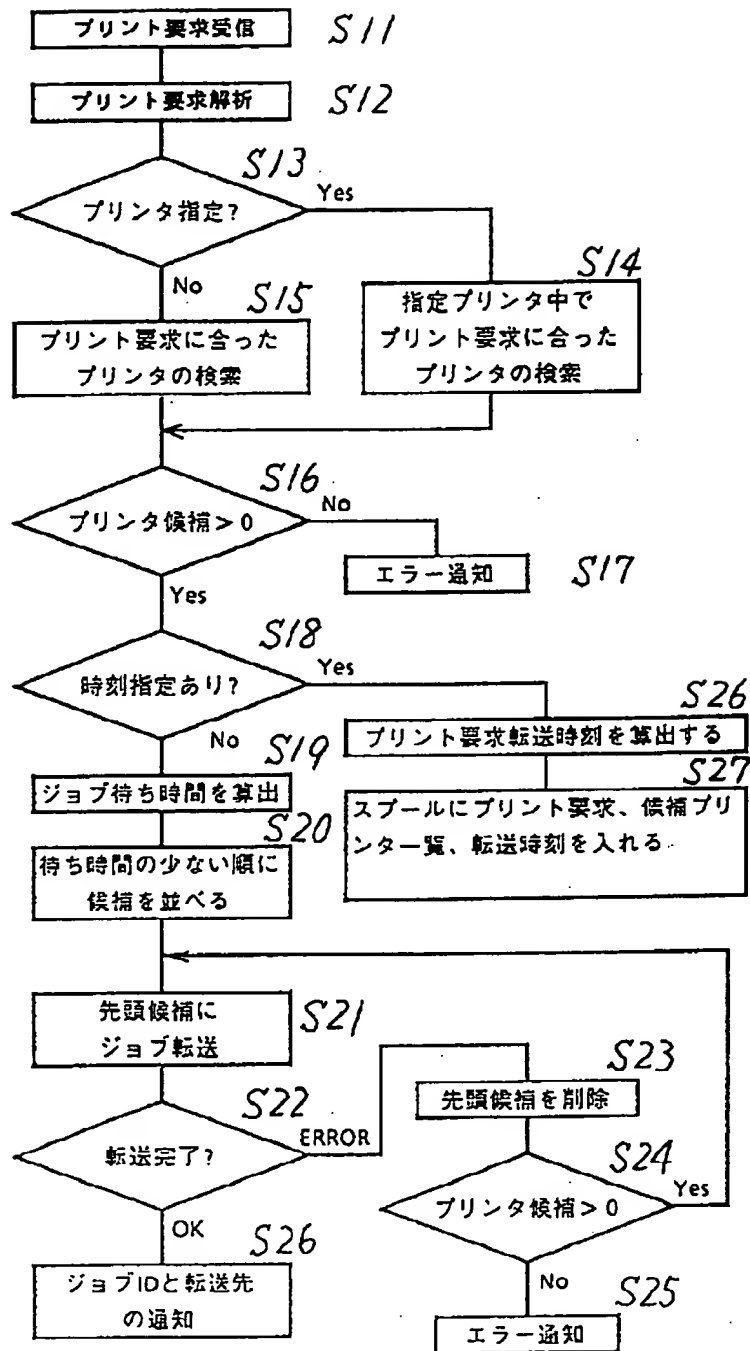 プリント要求受信
S11
プリント要求解析
S12
S13
プリンタ指定?
Yes
No
S14
指定プリンタ中で
プリント要求に合った
プリンタの検索
S15
プリント要求に合った
プリンタの検索
S16
プリンタ候補>0
No
エラー通知
S17
Yes
S18
時刻指定あり?
Yes
No
S26
プリント要求転送時刻を算出する
S27
スプールにプリント要求、候補プリ
ンター覧、転送時刻を入れる
S19
ジョブ待ち時間を算出
S20
待ち時間の少ない順に
候補を並べる
先頭候補に
ジョブ転送
S21
S22
転送完了?
ERROR
S23
先頭候補を削除
S24
プリンタ候補>0
Yes
OK
S26
ジョブIDと転送先
の通知
No
S25
エラー通知